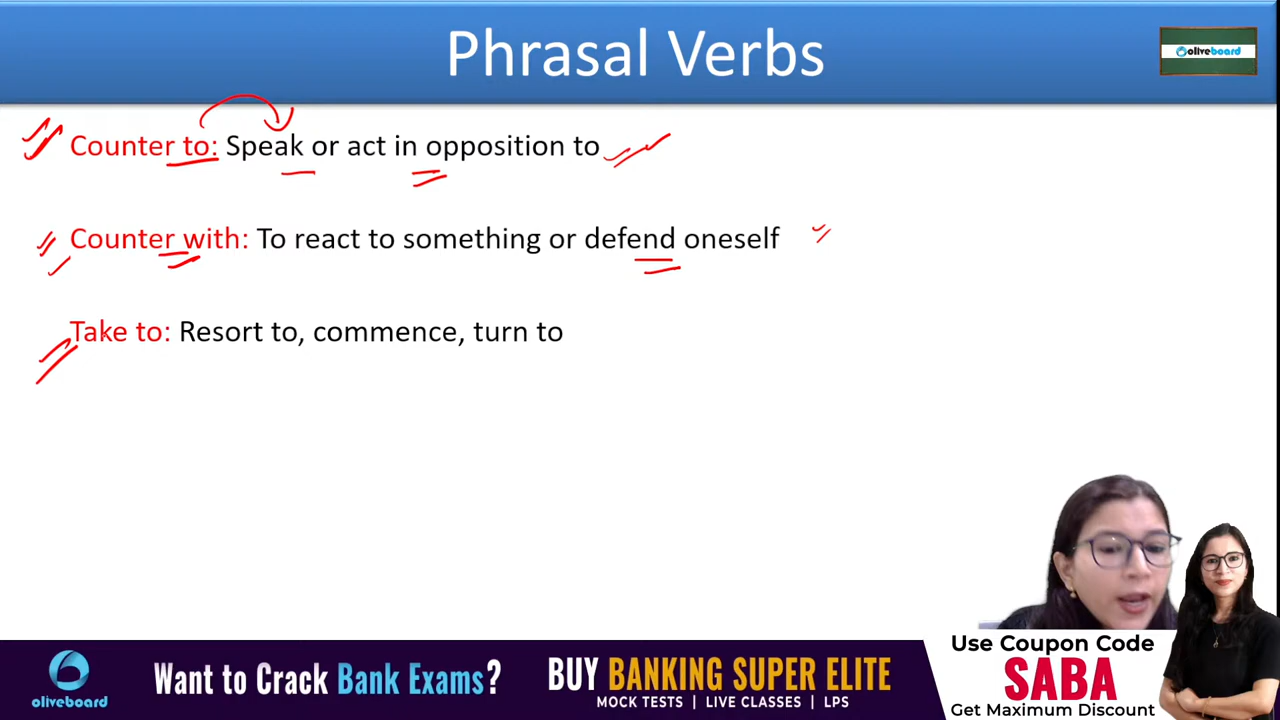 Phrasal Verbs
oliveboard
Counter to: Speak or act in opposition to
Counter with: To react to something or defend oneself
Take to: Resort to, commence, turn to
oliveboard
Want to Crack Bank Exams?
BUY BANKING SUPER ELITE
MOCK TESTS | LIVE CLASSES | LPS
Use Coupon Code
SABA
Get Maximum Discount